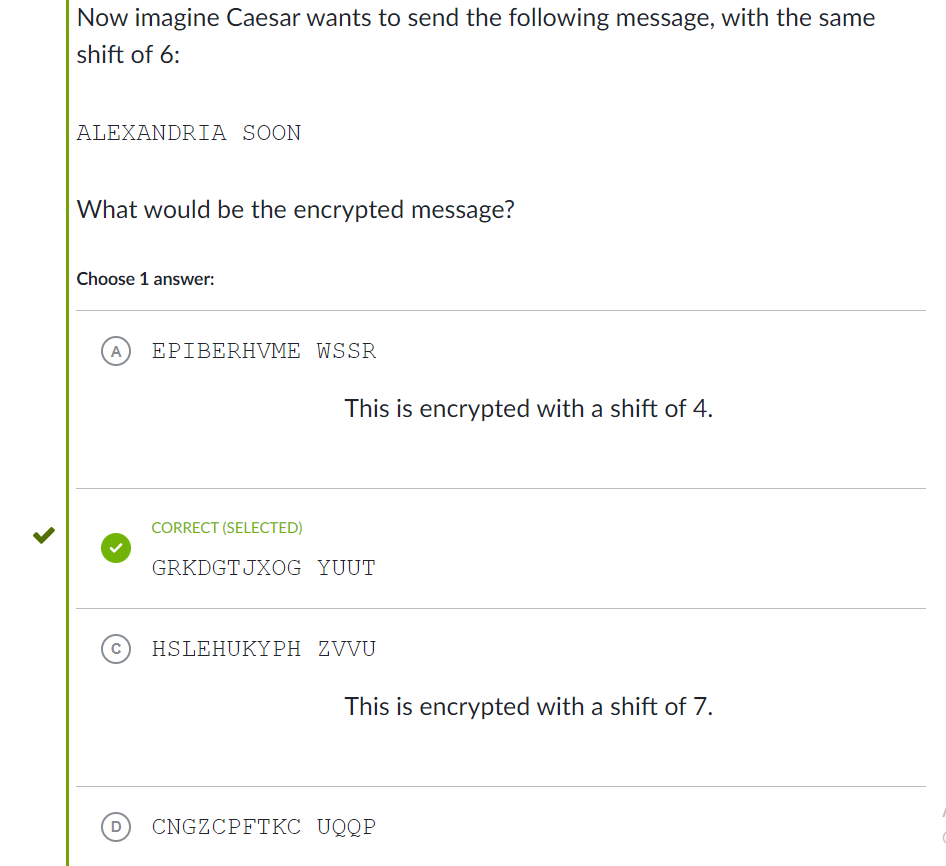 Now imagine Caesar wants to send the following message, with the same
shift of 6:
ALEXANDRIA SOON
What would be the encrypted message?
Choose 1 answer:
A EPIBERHVME WSSR
This is encrypted with a shift of 4.
CORRECT (SELECTED)
GRKDGTJXOG YUUT
C HSLEHUKYPH ZVVU
This is encrypted with a shift of 7.
D CNGZCPFTKC UQQP